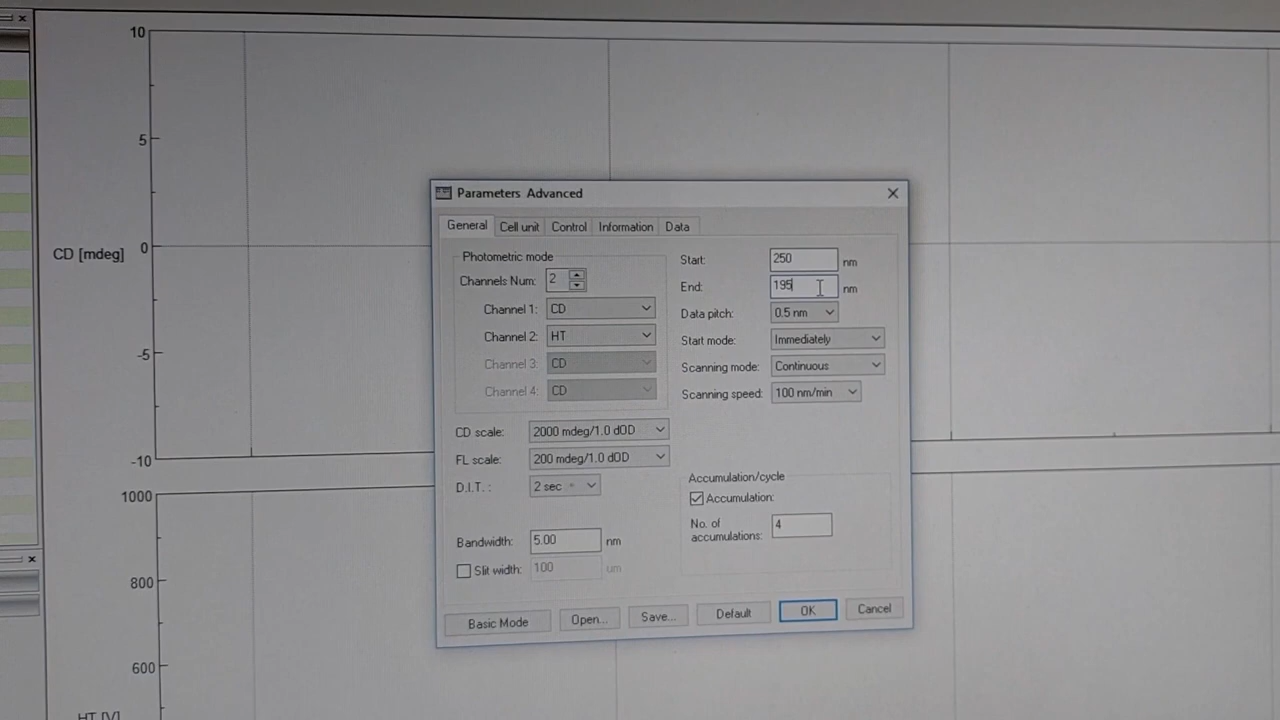 10
5
CD [mdeg]
0
-5
-10
1000
800
600
HT [V]
Parameters Advanced
General
Cell unit
Control
Information
Data
Photometric mode
Channels Num:
2
Channel 1:
CD
Channel 2:
HT
Channel 3:
CD
Channel 4:
CD
CD scale:
2000 mdeg/1.0 dOD
FL scale:
200 mdeg/1.0 dOD
D.I.T. :
2 sec
Bandwidth:
5.00
nm
Slit width:
100
um
Start:
250
nm
End:
195
nm
Data pitch:
0.5 nm
Start mode:
Immediately
Scanning mode:
Continuous
Scanning speed:
100 nm/min
Accumulation/cycle
Accumulation:
No. of
accumulations:
4
Basic Mode
Open...
Save...
Default
OK
Cancel